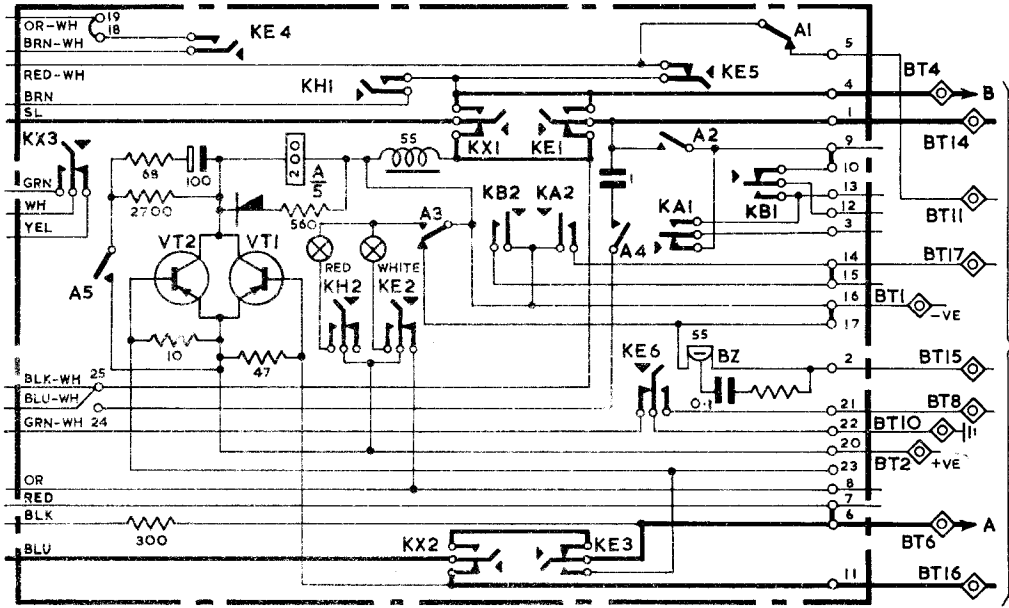 OR-WH 19
18
KE4
A1
5
BRN-WH
RED-WH
KH1
KE5
BT4
4
B
BRN
SL
1
KX3
KX1
KE1
A2
9
BT14
68
100
200
A/5
55
1
10
GRN
2700
KB2
KA2
KA1
KB1
13
WH
560
A3
12
BT11
YEL
VT2
VT1
A4
3
RED
WHITE
14
BT17
A5
KH2
KE2
15
16
BT1
-VE
17
10
47
55
BZ
KE6
2
BT15
BLK-WH 25
BLU-WH
0.1
21
BT8
GRN-WH 24
22
BT10
20
BT2
+VE
23
OR
8
RED
7
BLK
6
A
300
BT6
KX2
KE3
BLU
11
BT16